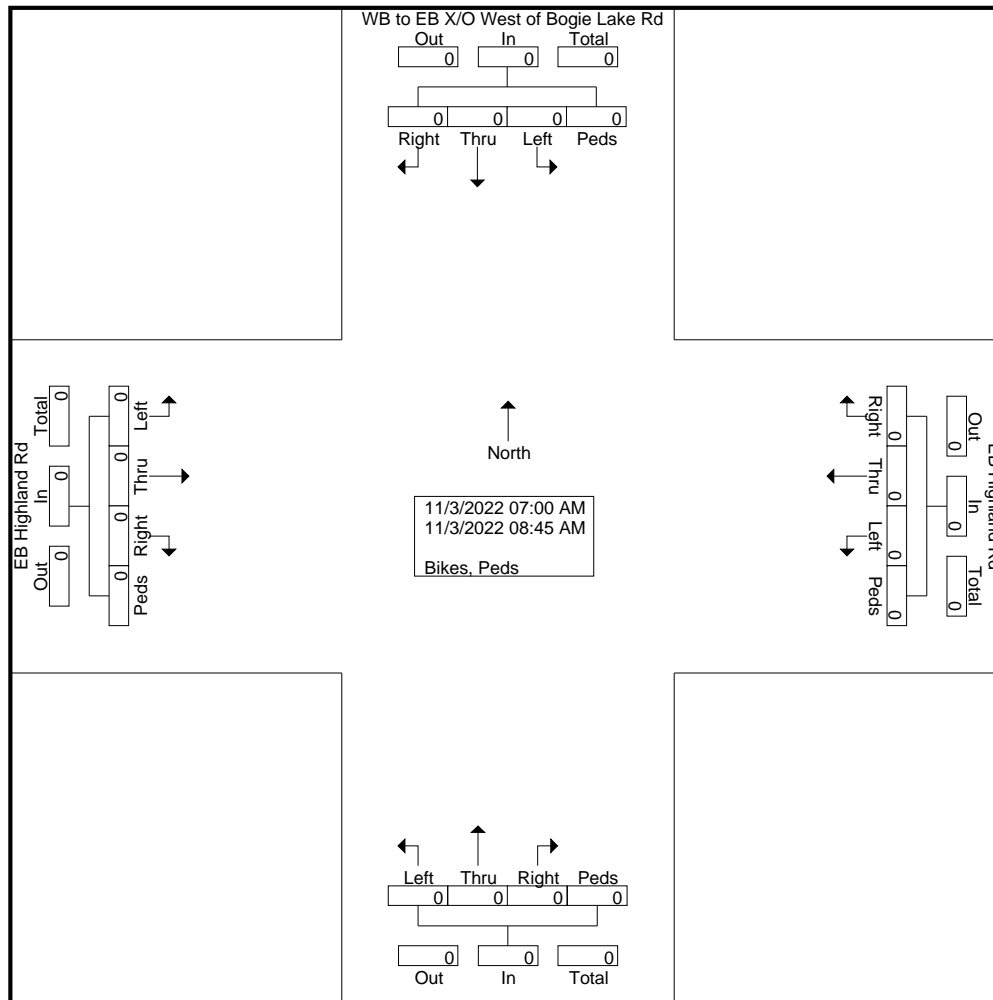 WB to EB X/O West of Bogie Lake Rd
Out In Total
0 0 0
0 0 0 0
Right Thru Left Peds
EB Highland Rd
Total In Out
0 0 0
0 0 0 0
Left Thru Right Peds
North
11/3/2022 07:00 AM
11/3/2022 08:45 AM
Bikes, Peds
Right Thru Left Peds
0 0 0 0
0 0 0
Out In Total
EB Highland Rd
Left Thru Right Peds
0 0 0 0
0 0 0
Out In Total